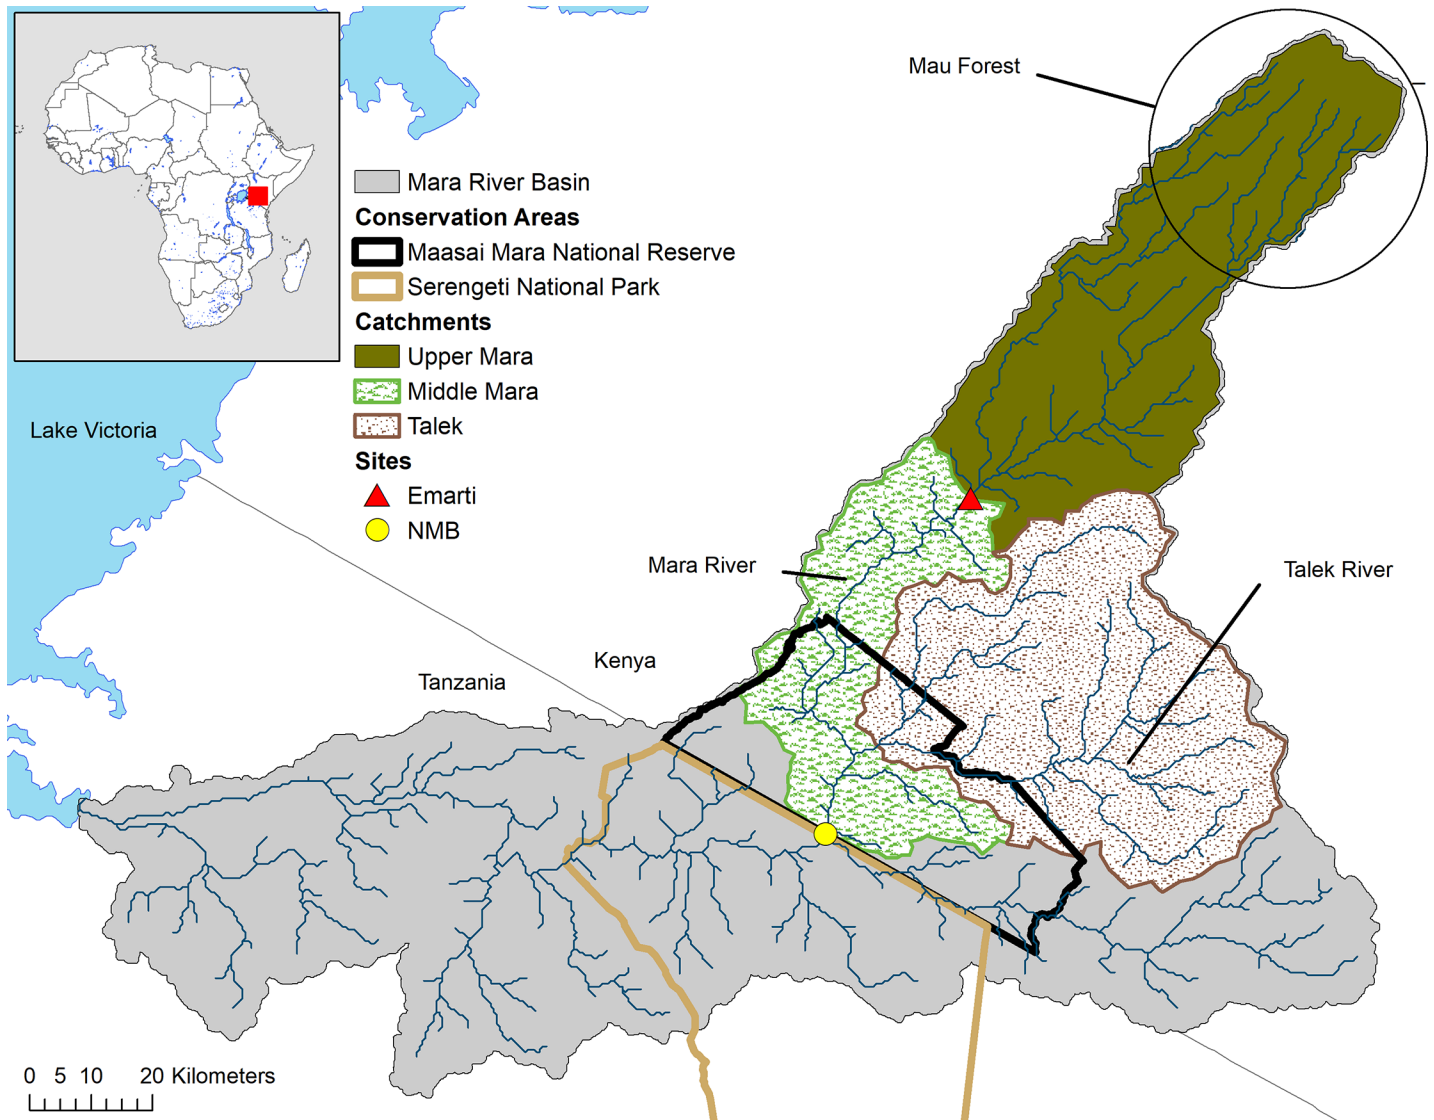 Mau Forest
Mara River Basin
Conservation Areas
Maasai Mara National Reserve
Serengeti National Park
Catchments
Upper Mara
Middle Mara
Talek
Sites
Emarti
NMB
Lake Victoria
Mara River
Talek River
Kenya
Tanzania
0 5 10 20 Kilometers